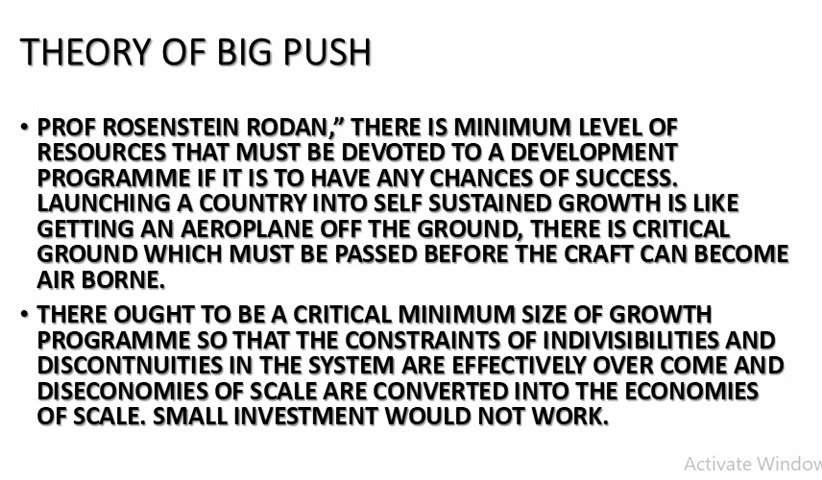 THEORY OF BIG PUSH
• PROF ROSENSTEIN RODAN,” THERE IS MINIMUM LEVEL OF
RESOURCES THAT MUST BE DEVOTED TO A DEVELOPMENT
PROGRAMME IF IT IS TO HAVE ANY CHANCES OF SUCCESS.
LAUNCHING A COUNTRY INTO SELF SUSTAINED GROWTH IS LIKE
GETTING AN AEROPLANE OFF THE GROUND, THERE IS CRITICAL
GROUND WHICH MUST BE PASSED BEFORE THE CRAFT CAN BECOME
AIR BORNE.
• THERE OUGHT TO BE A CRITICAL MINIMUM SIZE OF GROWTH
PROGRAMME SO THAT THE CONSTRAINTS OF INDIVISIBILITIES AND
DISCONTNUITIES IN THE SYSTEM ARE EFFECTIVELY OVER COME AND
DISECONOMIES OF SCALE ARE CONVERTED INTO THE ECONOMIES
OF SCALE. SMALL INVESTMENT WOULD NOT WORK.
Activate Window